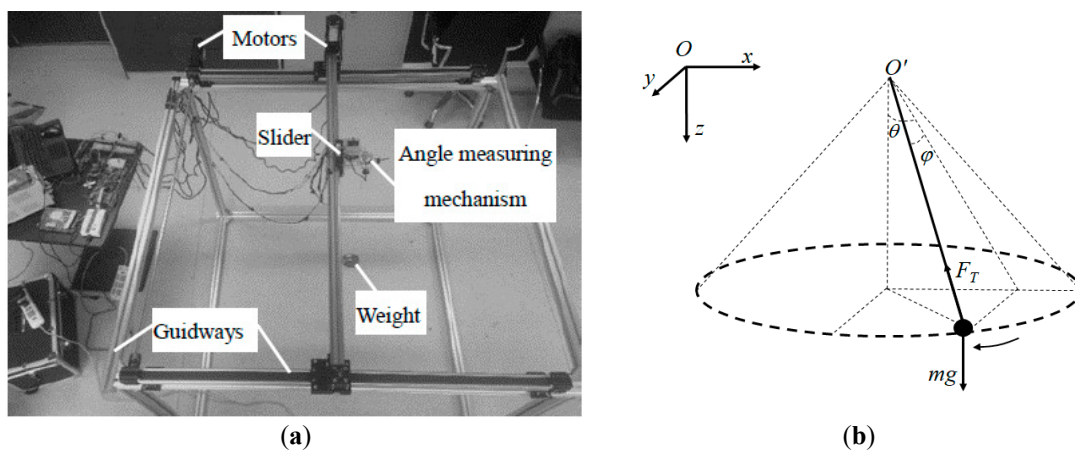 Motors
Slider
Angle measuring
mechanism
Weight
Guidways
(a)
O
x
y
z
O'
θ
φ
F_T
mg
(b)